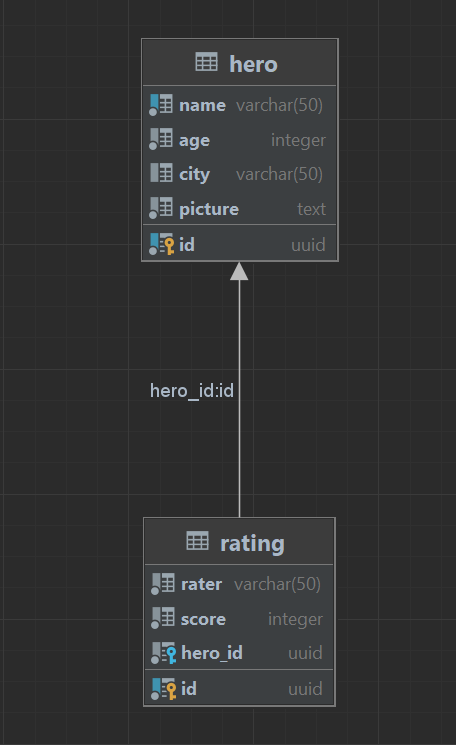 hero
name varchar(50)
age integer
city varchar(50)
picture text
id uuid
hero_id:id
rating
rater varchar(50)
score integer
hero_id uuid
id uuid